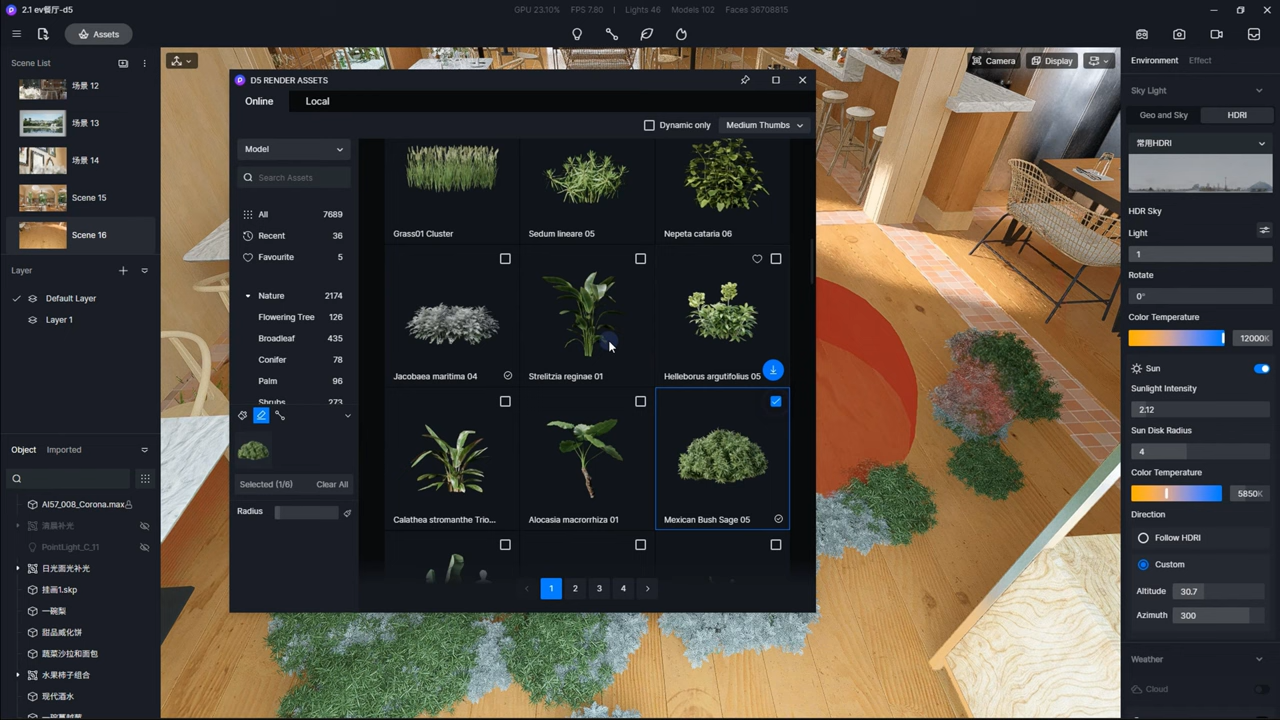 2.1 ev餐厅-d5
GPU 23.10%
FPS 7.80
Lights 46
Models 102
Faces 36708815
Assets
Scene List
场景 12
场景 13
场景 14
Scene 15
Scene 16
Layer
Default Layer
Layer 1
Object
Imported
AI57_008_Corona.max
清晨补光
PointLight_C_11
日光面光补光
挂画1.skp
一碗梨
甜品威化饼
蔬菜沙拉和面包
水果柿子组合
现代酒水
D5 RENDER ASSETS
Online
Local
Dynamic only
Medium Thumbs
Model
Search Assets
All 7689
Recent 36
Favourite 5
Nature 2174
Flowering Tree 126
Broadleaf 435
Conifer 78
Palm 96
Shrubs 273
Selected (1/6)
Clear All
Radius
Grass01 Cluster
Sedum lineare 05
Nepeta cataria 06
Jacobaea maritima 04
Strelitzia reginae 01
Helleborus argutifolius 05
Calathea stromanthe Trio...
Alocasia macrorrhiza 01
Mexican Bush Sage 05
1 2 3 4
Camera
Display
Environment
Effect
Sky Light
Geo and Sky
HDRI
常用HDRI
HDR Sky
Light
1
Rotate
0°
Color Temperature
12000K
Sun
Sunlight Intensity
2.12
Sun Disk Radius
4
Color Temperature
5850K
Direction
Follow HDRI
Custom
Altitude 30.7
Azimuth 300
Weather
Cloud